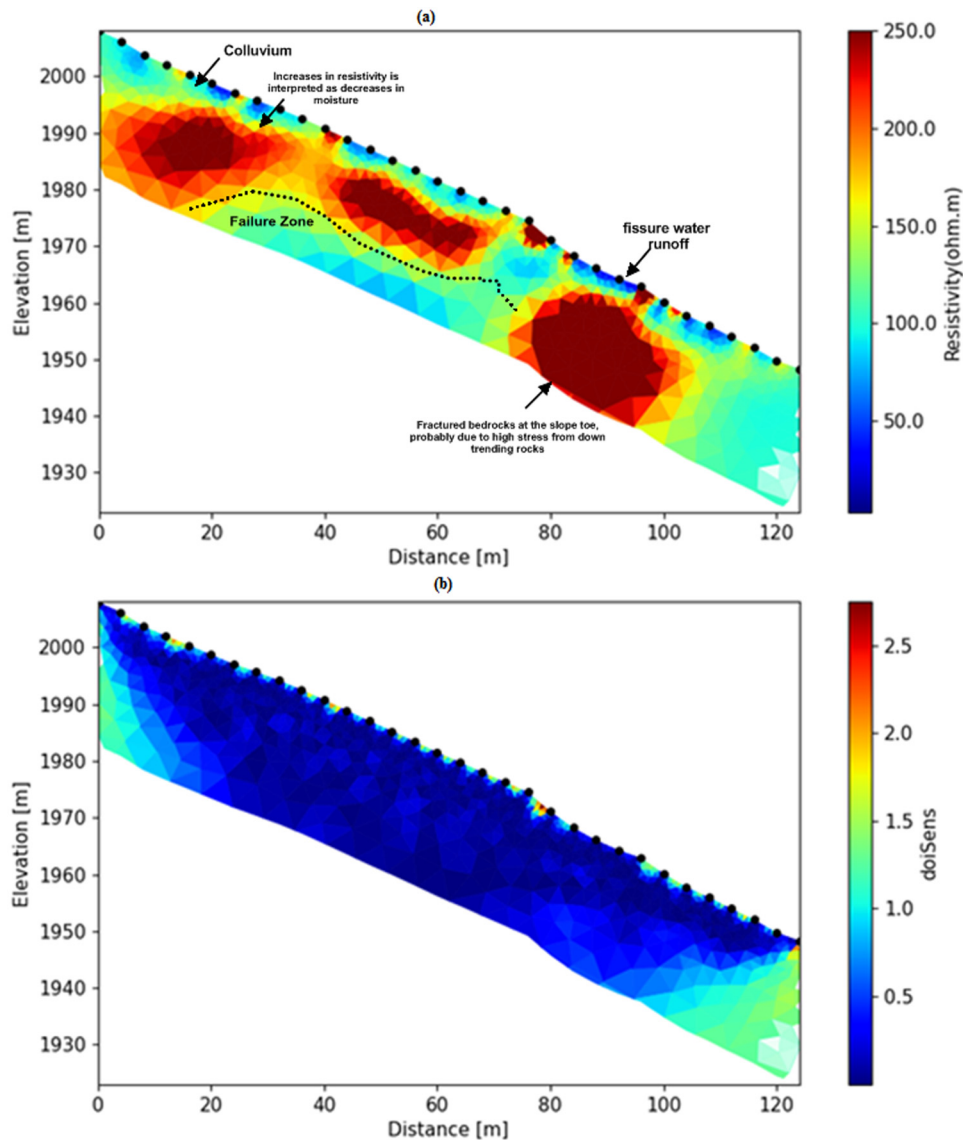 (a)
Colluvium
Increases in resistivity is
interpreted as decreases in
moisture
Failure Zone
fissure water
runoff
Fractured bedrocks at the slope toe,
probably due to high stress from down
trending rocks
Elevation [m]
2000
1990
1980
1970
1960
1950
1940
1930
0 20 40 60 80 100 120
Distance [m]
250.0
200.0
150.0
100.0
50.0
Resistivity(ohm.m)
(b)
Elevation [m]
2000
1990
1980
1970
1960
1950
1940
1930
0 20 40 60 80 100 120
Distance [m]
2.5
2.0
1.5
1.0
0.5
doiSens